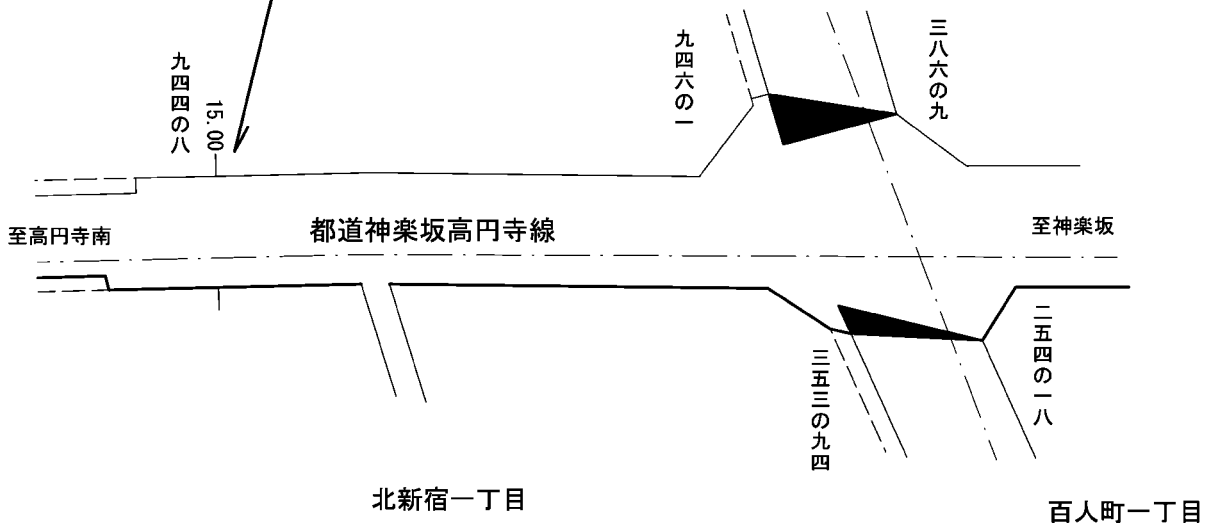 九四四の八
15.00
九四六の一
三八六の九
至高円寺南
都道神楽坂高円寺線
至神楽坂
三五三の九四
二五四の一八
北新宿一丁目
百人町一丁目